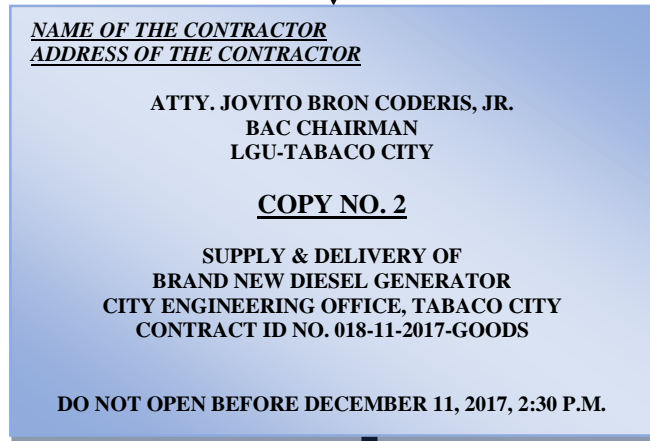 NAME OF THE CONTRACTOR
ADDRESS OF THE CONTRACTOR
ATTY. JOVITO BRON CODERIS, JR.
BAC CHAIRMAN
LGU-TABACO CITY
COPY NO. 2
SUPPLY & DELIVERY OF
BRAND NEW DIESEL GENERATOR
CITY ENGINEERING OFFICE, TABACO CITY
CONTRACT ID NO. 018-11-2017-GOODS
DO NOT OPEN BEFORE DECEMBER 11, 2017, 2:30 P.M.